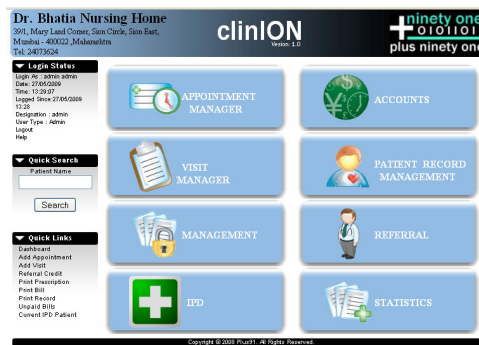 Dr. Bhatia Nursing Home
39/1, Mary Land Corner, Sion Circle, Sion East,
Mumbai - 400022 ,Maharashtra
Tel: 24073624
clinION
Version: 1.0
ninety one
OIOIIOI
plus ninety one
Login Status
Login As : admin admin
Date: 27/05/2009
Time: 13:29:07
Logged Since:27/05/2009
13:28
Designation : admin
User Type : Admin
Logout
Help
Quick Search
Patient Name
Search
Quick Links
Dashboard
Add Appointment
Add Visit
Referral Credit
Print Prescription
Print Bill
Print Record
Unpaid Bills
Current IPD Patient
APPOINTMENT
MANAGER
ACCOUNTS
VISIT
MANAGER
PATIENT RECORD
MANAGEMENT
MANAGEMENT
REFERRAL
IPD
STATISTICS
Copyright @ 2008 Plus91. All Rights Reserved.